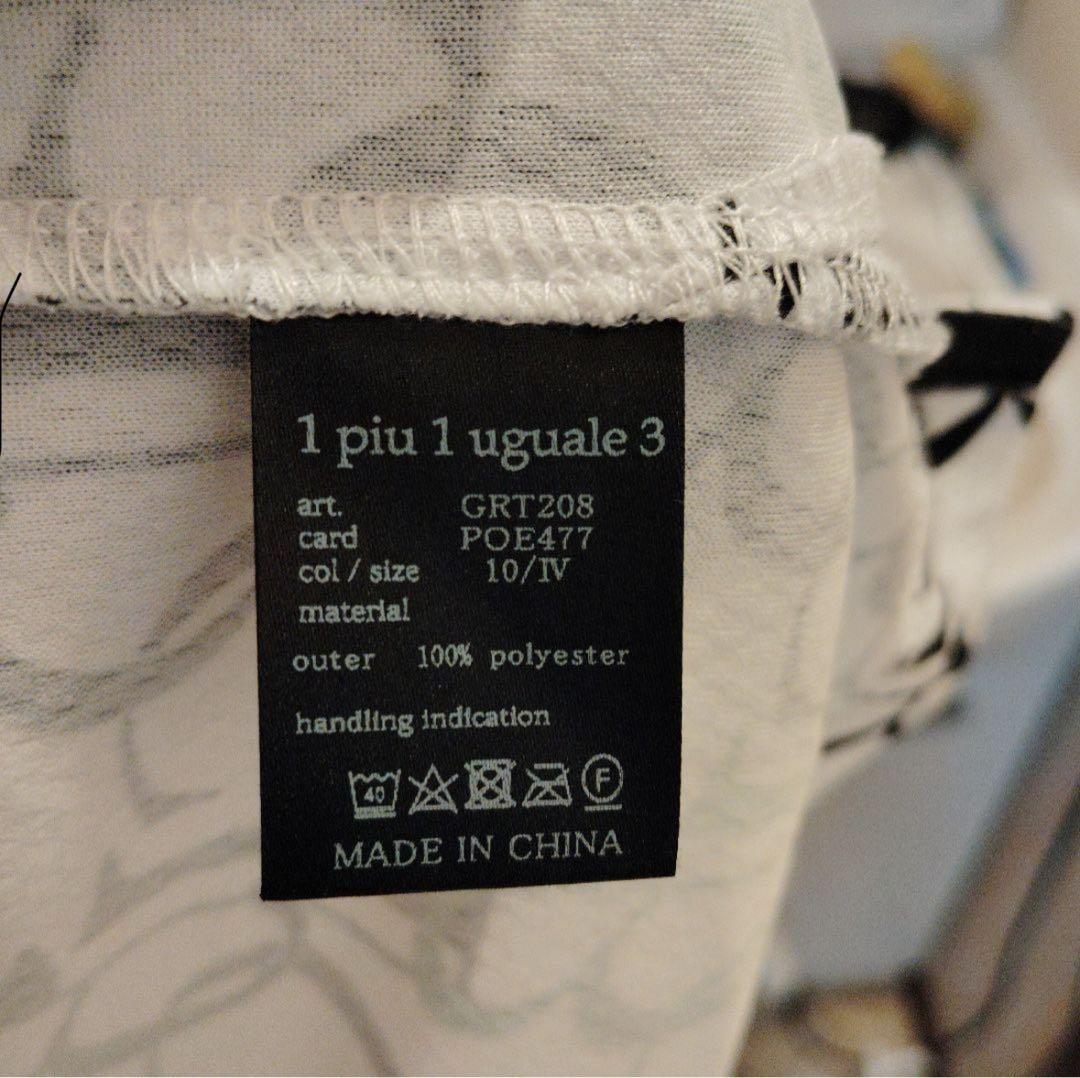 1 piu 1 uguale 3
art. GRT208
card POE477
col / size 10/IV
material
outer 100% polyester
handling indication
40 F
MADE IN CHINA